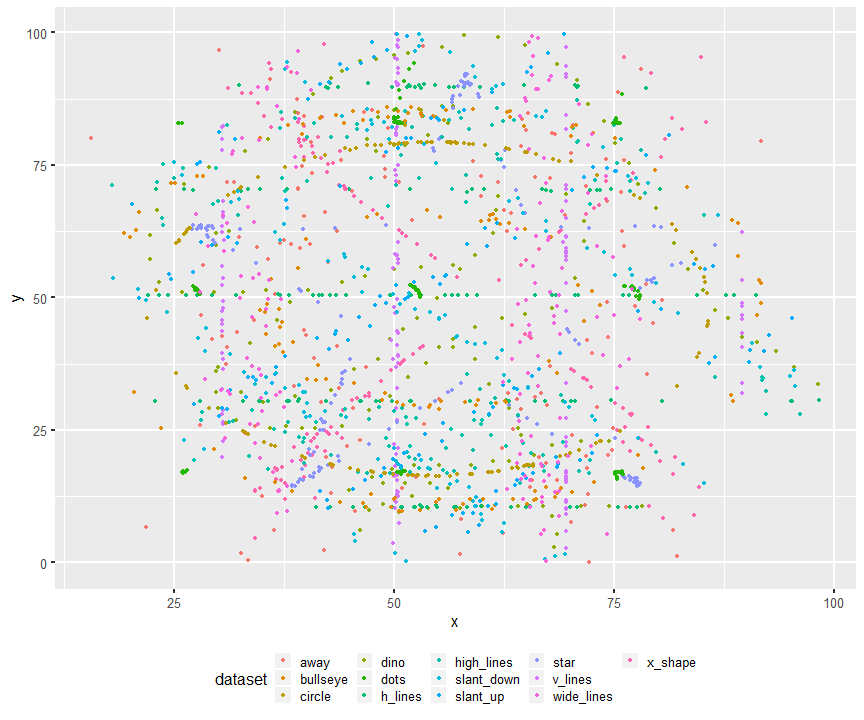 100
75
50
25
0
y
25 50 75 100
x
dataset
away dino high_lines star x_shape
bullseye dots slant_down v_lines
circle h_lines slant_up wide_lines